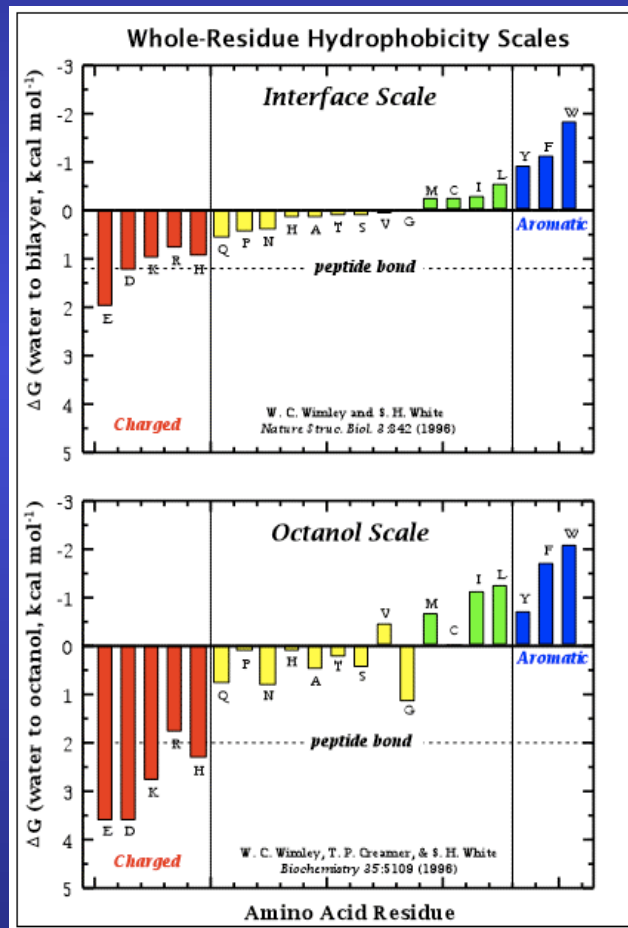 Whole-Residue Hydrophobicity Scales
ΔG (water to bilayer, kcal mol⁻¹)
-3
-2
-1
0
1
2
3
4
5
Interface Scale
E
D
K
R
H
Q
P
N
H
A
T
S
V
G
M
C
I
L
Y
F
W
Aromatic
peptide bond
Charged
W. C. Wimley and S. H. White
Nature Struc. Biol. 3:842 (1996)
ΔG (water to octanol, kcal mol⁻¹)
-3
-2
-1
0
1
2
3
4
5
Octanol Scale
E
D
K
R
H
Q
P
N
H
A
T
S
V
G
M
C
I
L
Y
F
W
Aromatic
peptide bond
Charged
W. C. Wimley, T. P. Creamer, & S. H. White
Biochemistry 35:5109 (1996)
Amino Acid Residue